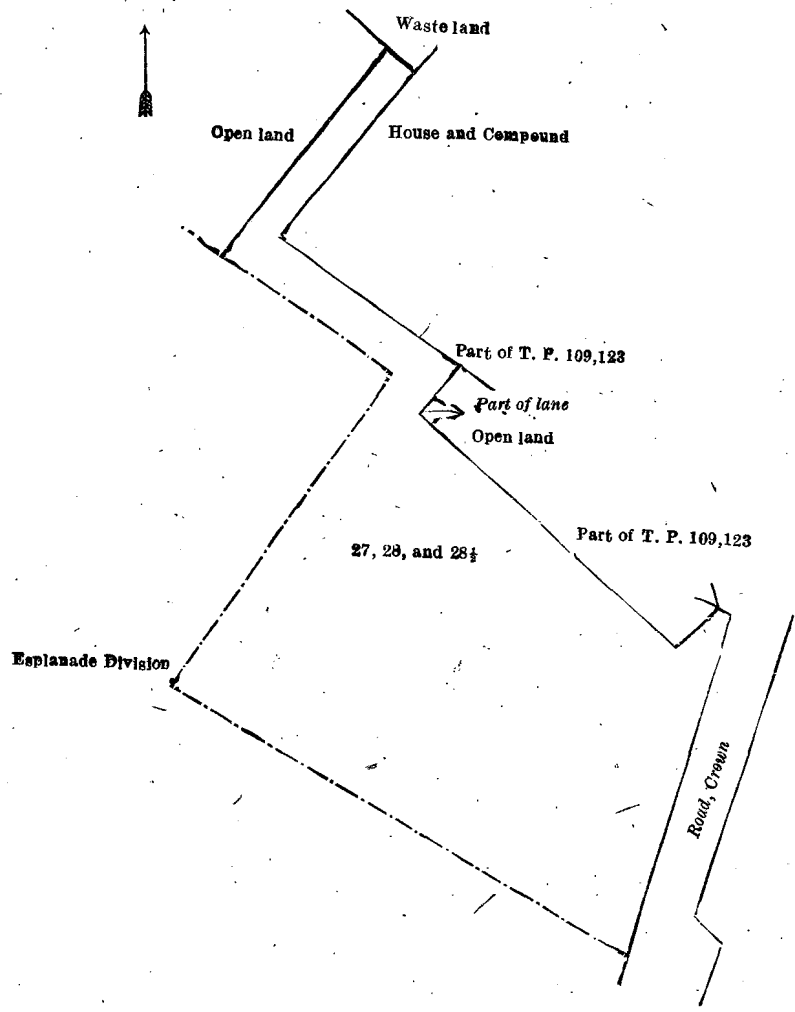 Waste land
Open land
House and Compound
Part of T. P. 109,123
Part of lane
Open land
Part of T. P. 109,123
27, 28, and 28½
Esplanade Division
Road, Crown